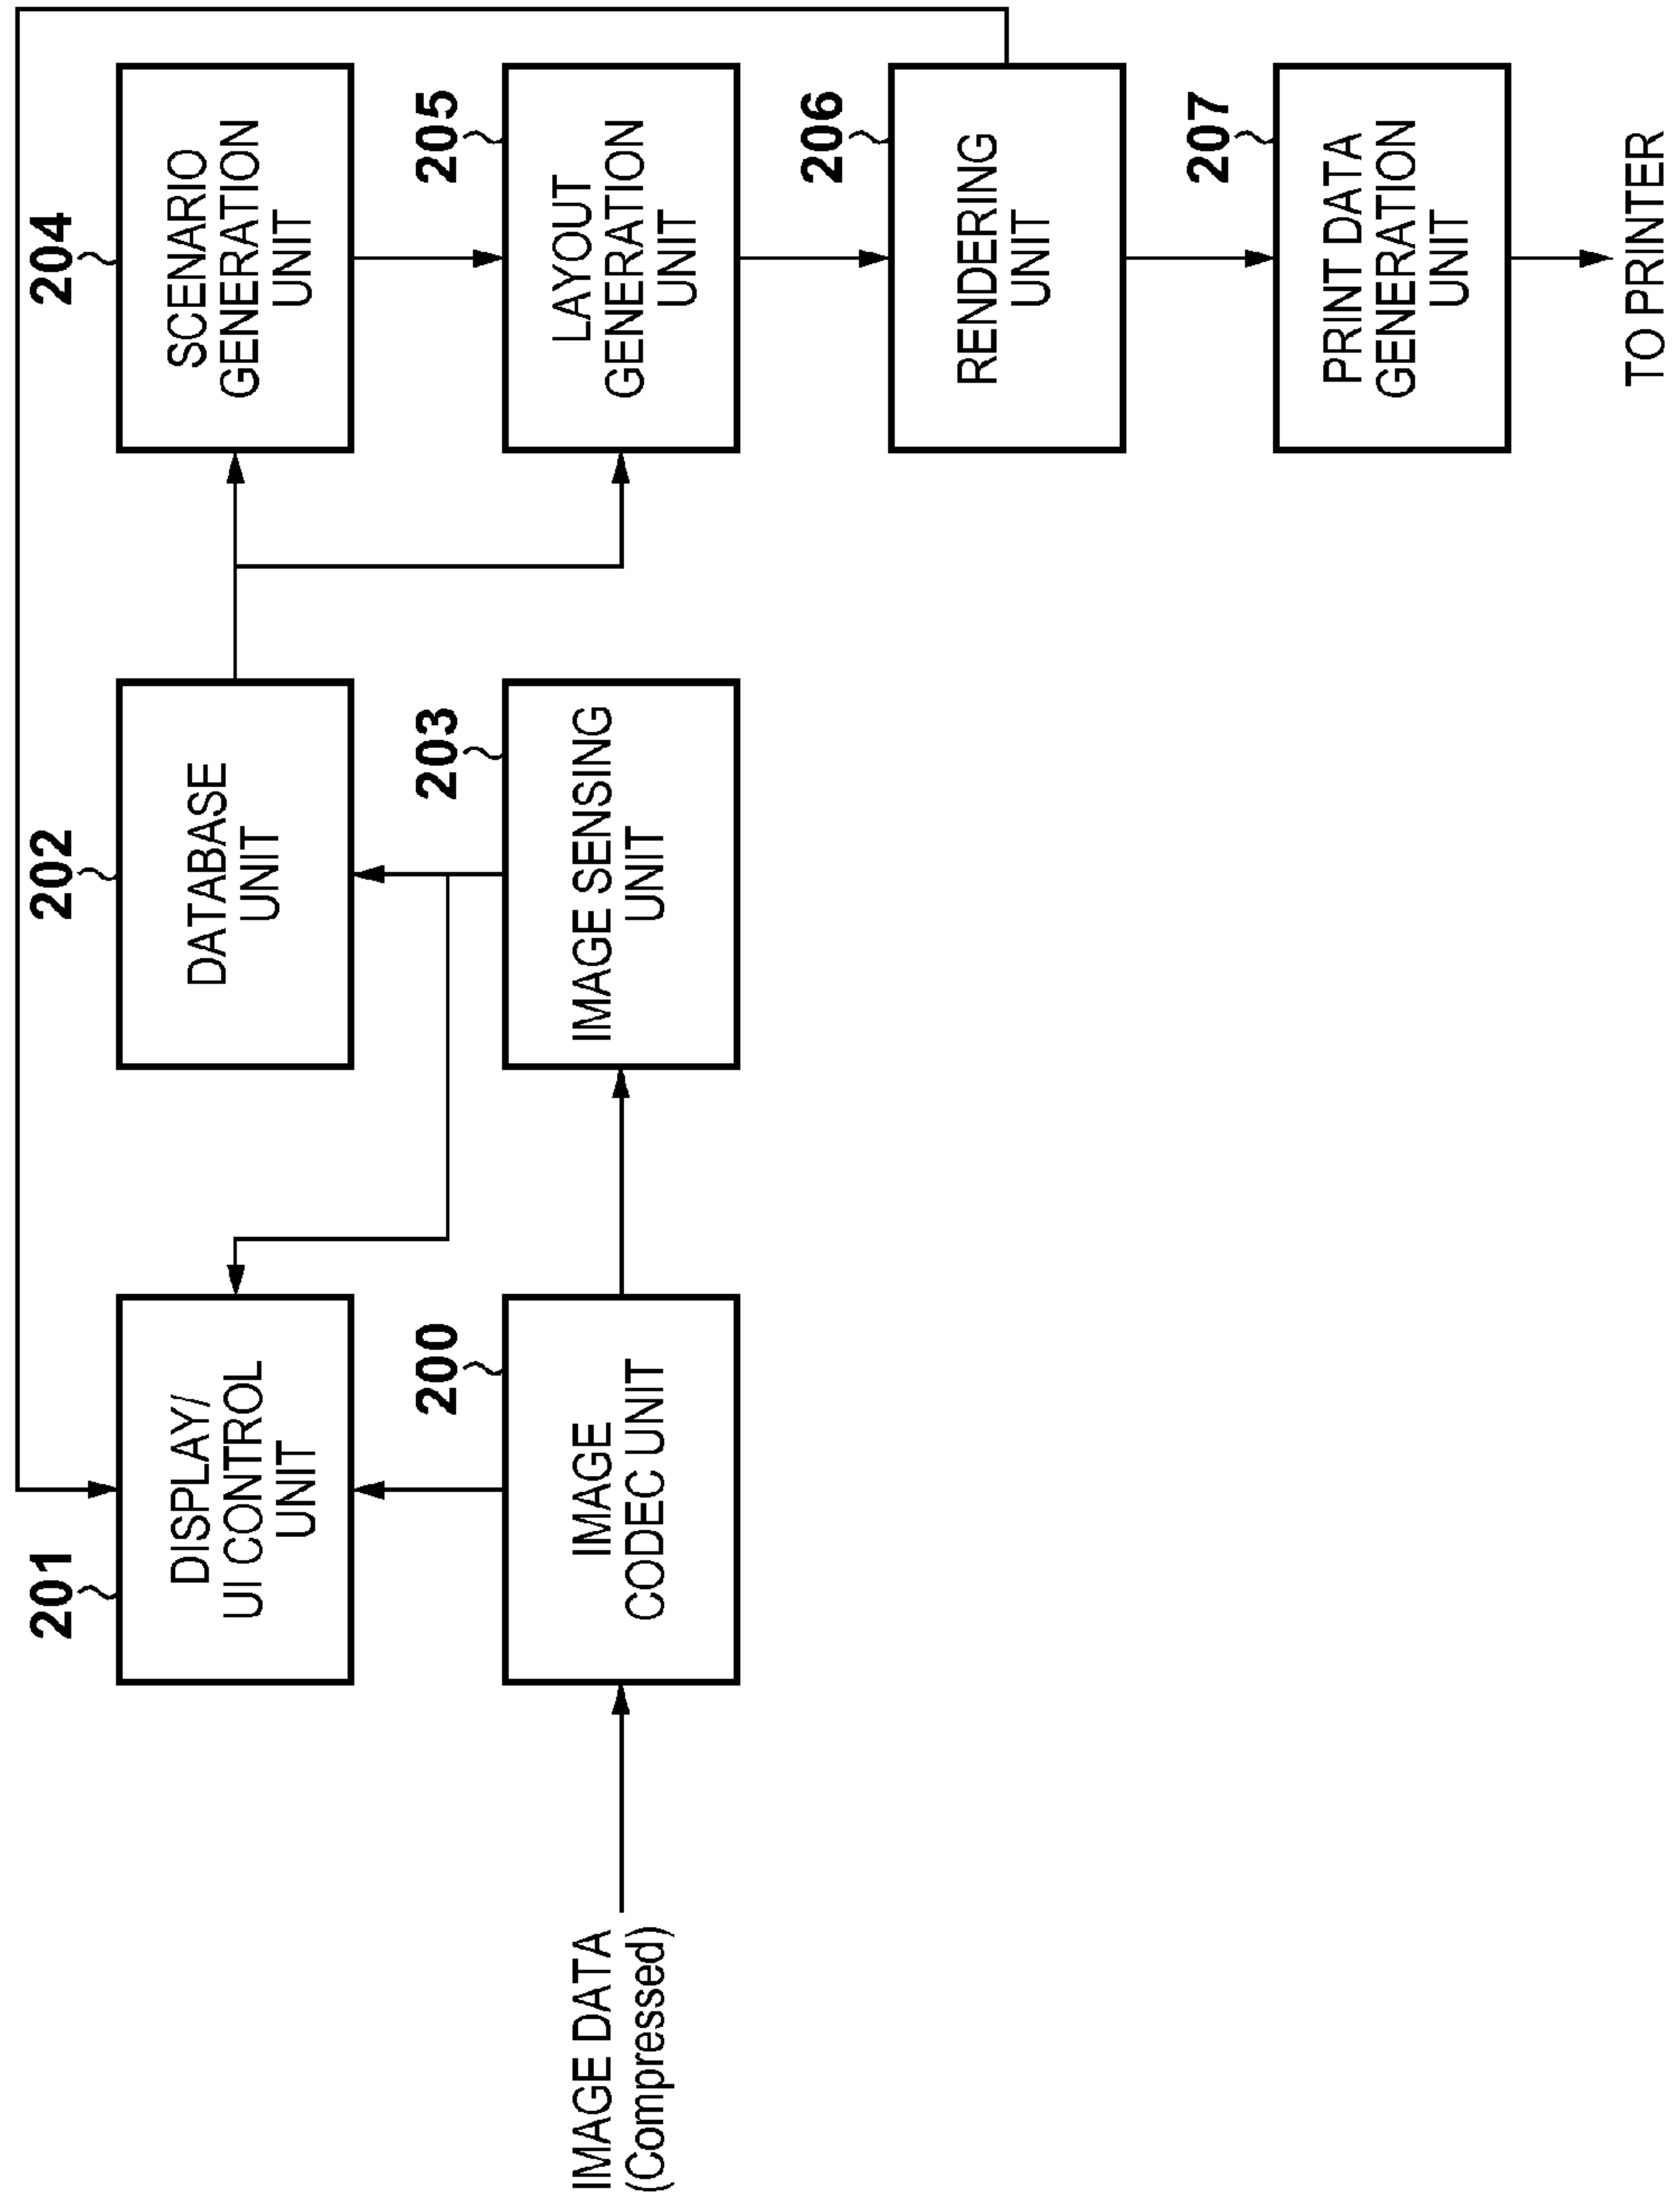 201
DISPLAY/
UI CONTROL
UNIT
202
DATABASE
UNIT
204
SCENARIO
GENERATION
UNIT
IMAGE DATA
(Compressed)
200
IMAGE
CODEC UNIT
203
IMAGE SENSING
UNIT
205
LAYOUT
GENERATION
UNIT
206
RENDERING
UNIT
207
PRINT DATA
GENERATION
UNIT
TO PRINTER